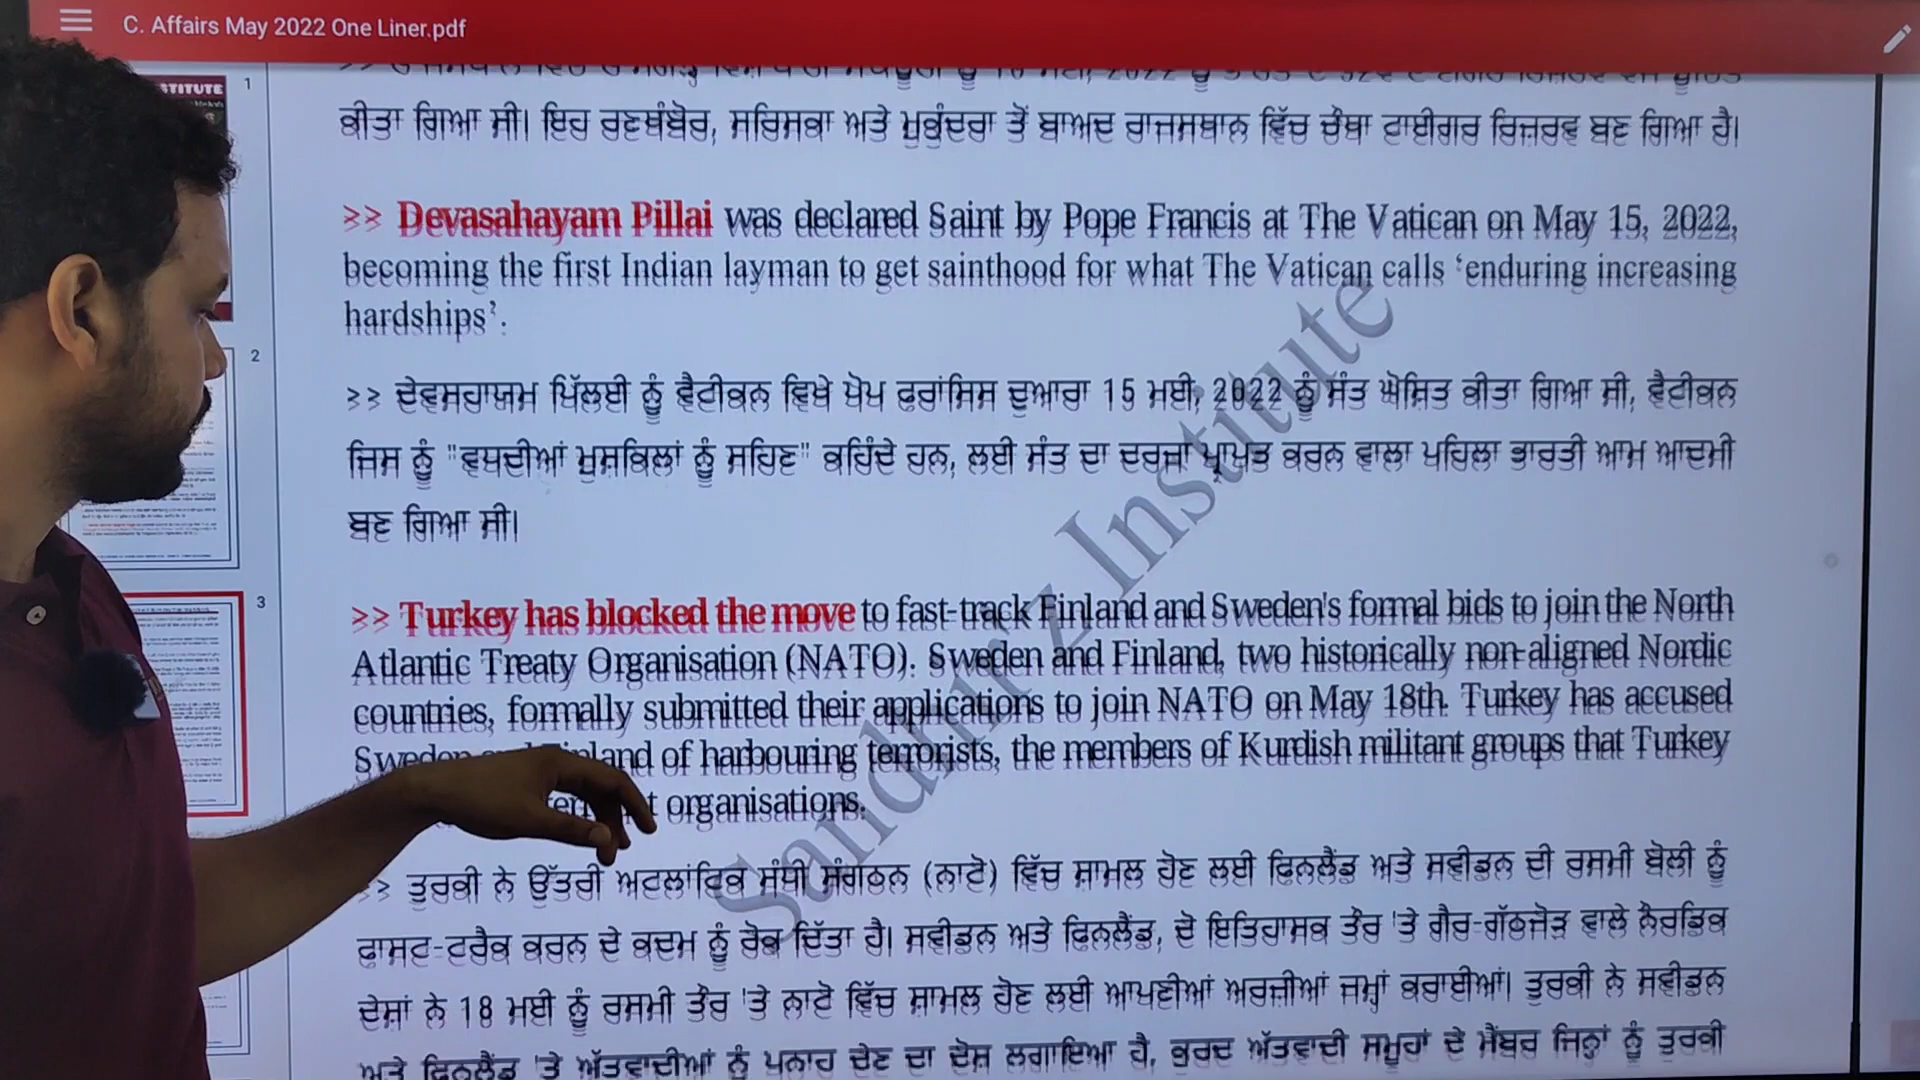 C. Affairs May 2022 One Liner.pdf
STITUTE
1
2
3
ਕੀਤਾ ਗਿਆ ਸੀ। ਇਹ ਰਣਥੰਬੋਰ, ਸਰਿਸਕਾ ਅਤੇ ਮੁਕੁੰਦਰਾ ਤੋਂ ਬਾਅਦ ਰਾਜਸਥਾਨ ਵਿੱਚ ਚੌਥਾ ਟਾਈਗਰ ਰਿਜ਼ਰਵ ਬਣ ਗਿਆ ਹੈ।
>> Devasahayam Pillai was declared Saint by Pope Francis at The Vatican on May 15, 2022,
becoming the first Indian layman to get sainthood for what The Vatican calls ‘enduring increasing
hardships’.
>> ਦੇਵਸਹਾਯਮ ਪਿੱਲਈ ਨੂੰ ਵੈਟੀਕਨ ਵਿਖੇ ਪੋਪ ਫਰਾਂਸਿਸ ਦੁਆਰਾ 15 ਮਈ, 2022 ਨੂੰ ਸੰਤ ਘੋਸ਼ਿਤ ਕੀਤਾ ਗਿਆ ਸੀ, ਵੈਟੀਕਨ
ਜਿਸ ਨੂੰ "ਵਧਦੀਆਂ ਮੁਸ਼ਕਿਲਾਂ ਨੂੰ ਸਹਿਣ" ਕਹਿੰਦੇ ਹਨ, ਲਈ ਸੰਤ ਦਾ ਦਰਜਾ ਪ੍ਰਾਪਤ ਕਰਨ ਵਾਲਾ ਪਹਿਲਾ ਭਾਰਤੀ ਆਮ ਆਦਮੀ
ਬਣ ਗਿਆ ਸੀ।
>> Turkey has blocked the move to fast-track Finland and Sweden's formal bids to join the North
Atlantic Treaty Organisation (NATO). Sweden and Finland, two historically non-aligned Nordic
countries, formally submitted their applications to join NATO on May 18th. Turkey has accused
Sweden and Finland of harbouring terrorists, the members of Kurdish militant groups that Turkey
organisations.
>> ਤੁਰਕੀ ਨੇ ਉੱਤਰੀ ਅਟਲਾਂਟਿਕ ਸੰਧੀ ਸੰਗਠਨ (ਨਾਟੋ) ਵਿੱਚ ਸ਼ਾਮਲ ਹੋਣ ਲਈ ਫਿਨਲੈਂਡ ਅਤੇ ਸਵੀਡਨ ਦੀ ਰਸਮੀ ਬੋਲੀ ਨੂੰ
ਫਾਸਟ-ਟਰੈਕ ਕਰਨ ਦੇ ਕਦਮ ਨੂੰ ਰੋਕ ਦਿੱਤਾ ਹੈ। ਸਵੀਡਨ ਅਤੇ ਫਿਨਲੈਂਡ, ਦੋ ਇਤਿਹਾਸਕ ਤੌਰ 'ਤੇ ਗੈਰ-ਗੱਠਜੋੜ ਵਾਲੇ ਨੋਰਡਿਕ
ਦੇਸ਼ਾਂ ਨੇ 18 ਮਈ ਨੂੰ ਰਸਮੀ ਤੌਰ 'ਤੇ ਨਾਟੋ ਵਿੱਚ ਸ਼ਾਮਲ ਹੋਣ ਲਈ ਆਪਣੀਆਂ ਅਰਜ਼ੀਆਂ ਜਮ੍ਹਾਂ ਕਰਾਈਆਂ। ਤੁਰਕੀ ਨੇ ਸਵੀਡਨ
ਅਤੇ ਫਿਨਲੈਂਡ 'ਤੇ ਅੱਤਵਾਦੀਆਂ ਨੂੰ ਪਨਾਹ ਦੇਣ ਦਾ ਦੋਸ਼ ਲਗਾਇਆ ਹੈ, ਕੁਰਦ ਅੱਤਵਾਦੀ ਸਮੂਹਾਂ ਦੇ ਮੈਂਬਰ ਜਿਨ੍ਹਾਂ ਨੂੰ ਤੁਰਕੀ
Sandhu'z Institute